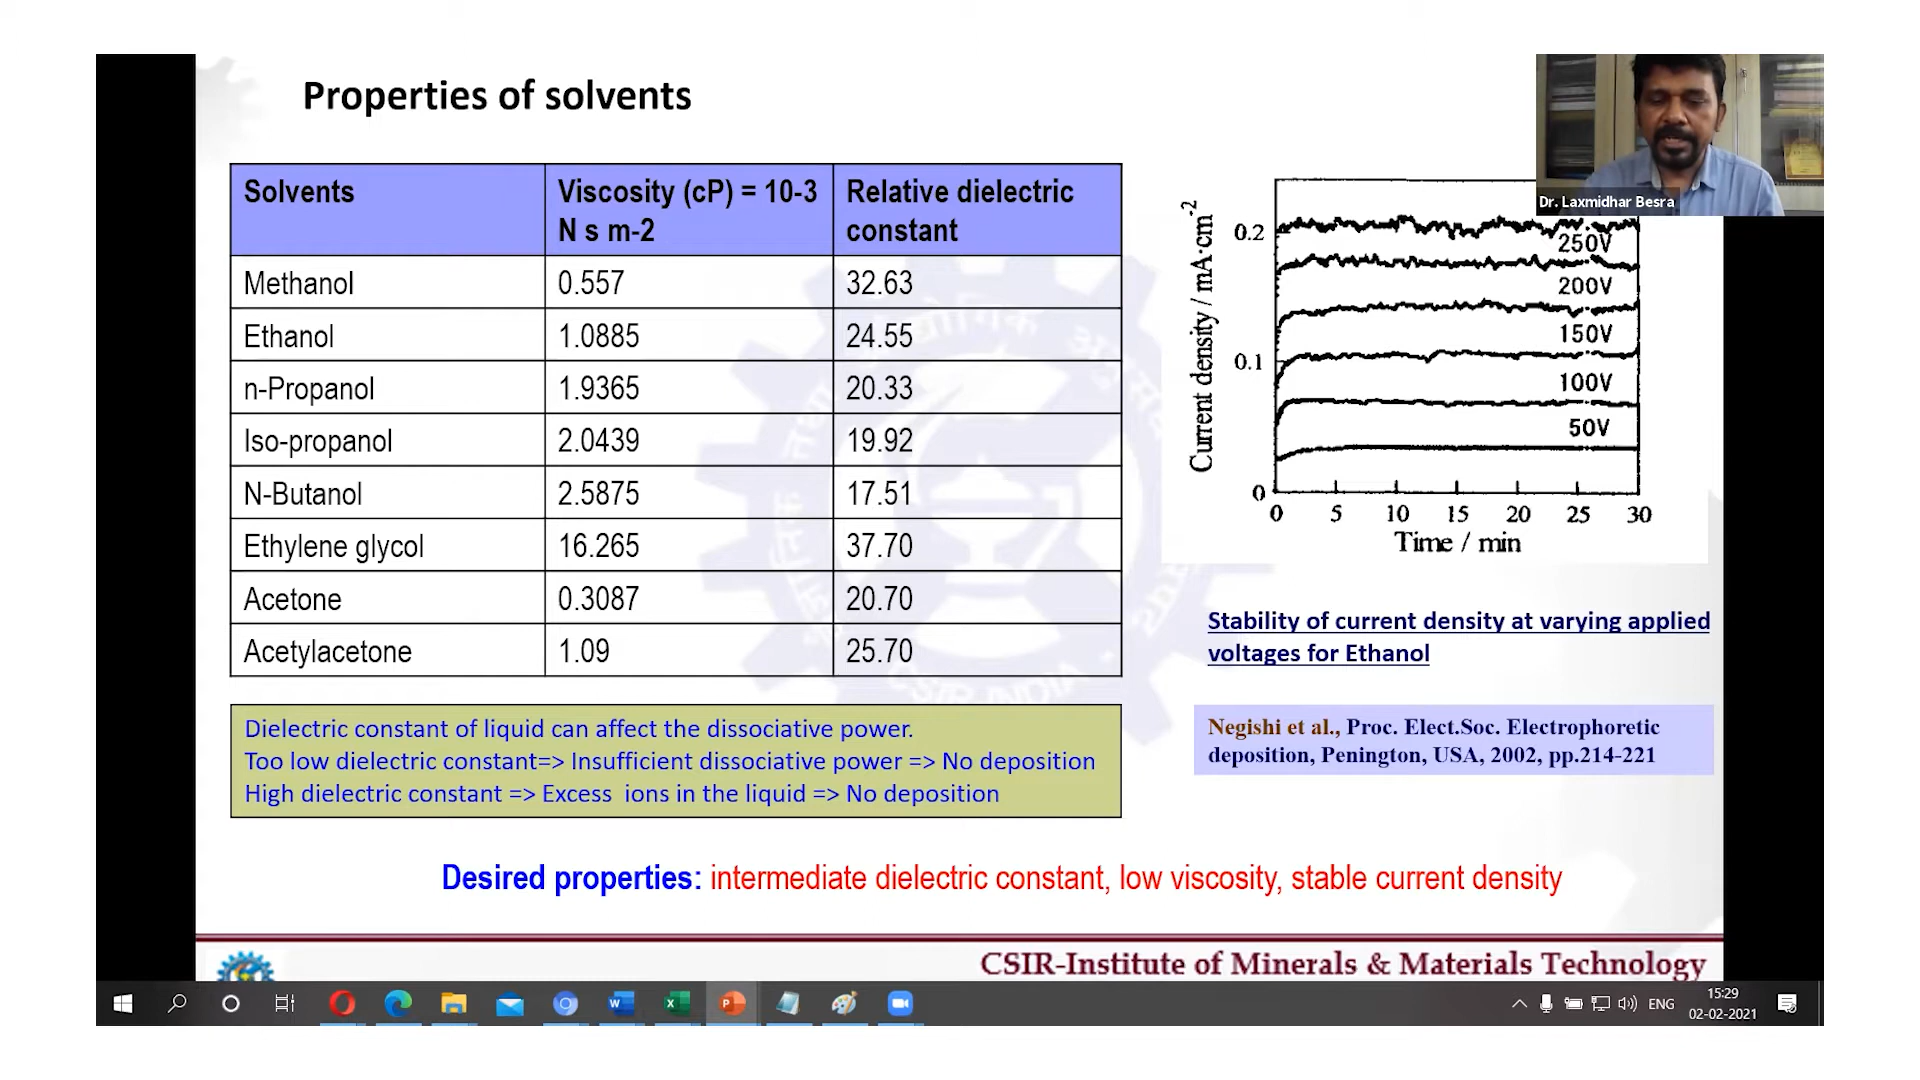 Properties of solvents
Dr. Laxmidhar Besra
Solvents Viscosity (cP) = 10-3 Relative dielectric
N s m-2 constant
Methanol 0.557 32.63
Ethanol 1.0885 24.55
n-Propanol 1.9365 20.33
Iso-propanol 2.0439 19.92
N-Butanol 2.5875 17.51
Ethylene glycol 16.265 37.70
Acetone 0.3087 20.70
Acetylacetone 1.09 25.70
CSIR-INDIA
Current density / mA·cm-2
0.2
0.1
0
250V
200V
150V
100V
50V
0 5 10 15 20 25 30
Time / min
Stability of current density at varying applied
voltages for Ethanol
Negishi et al., Proc. Elect.Soc. Electrophoretic
deposition, Penington, USA, 2002, pp.214-221
Dielectric constant of liquid can affect the dissociative power.
Too low dielectric constant=> Insufficient dissociative power => No deposition
High dielectric constant => Excess ions in the liquid => No deposition
Desired properties: intermediate dielectric constant, low viscosity, stable current density
CSIR-Institute of Minerals & Materials Technology
ENG
15:29
02-02-2021